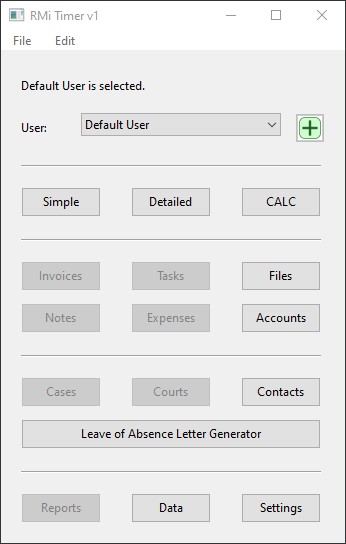 RMi Timer v1
File Edit
Default User is selected.
User: Default User
Simple Detailed CALC
Invoices Tasks Files
Notes Expenses Accounts
Cases Courts Contacts
Leave of Absence Letter Generator
Reports Data Settings